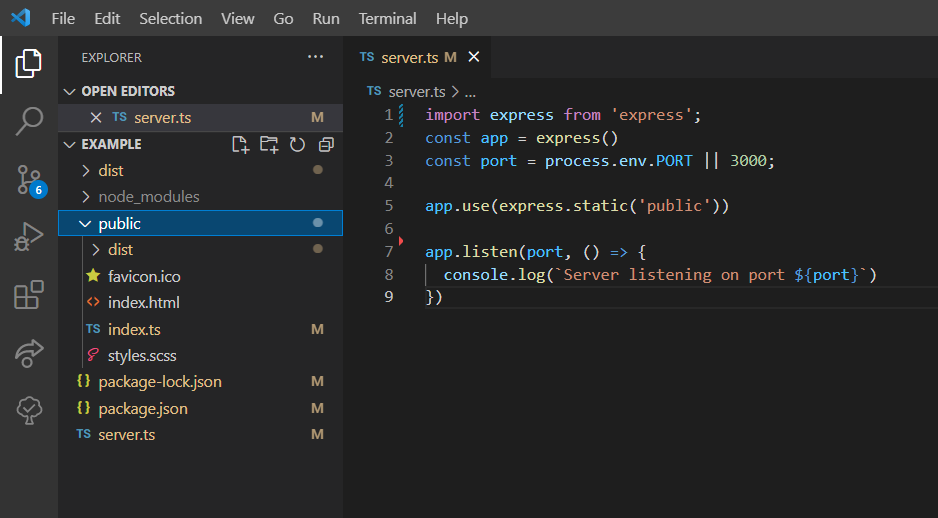 File Edit Selection View Go Run Terminal Help
EXPLORER ...
OPEN EDITORS
TS server.ts M
EXAMPLE
dist
node_modules
public
dist
favicon.ico
<> index.html
TS index.ts M
styles.scss
{} package-lock.json M
{} package.json M
TS server.ts M
6
TS server.ts M
TS server.ts > ...
1 import express from 'express';
2 const app = express()
3 const port = process.env.PORT || 3000;
4
5 app.use(express.static('public'))
6
7 app.listen(port, () => {
8 console.log(`Server listening on port ${port}`)
9 })